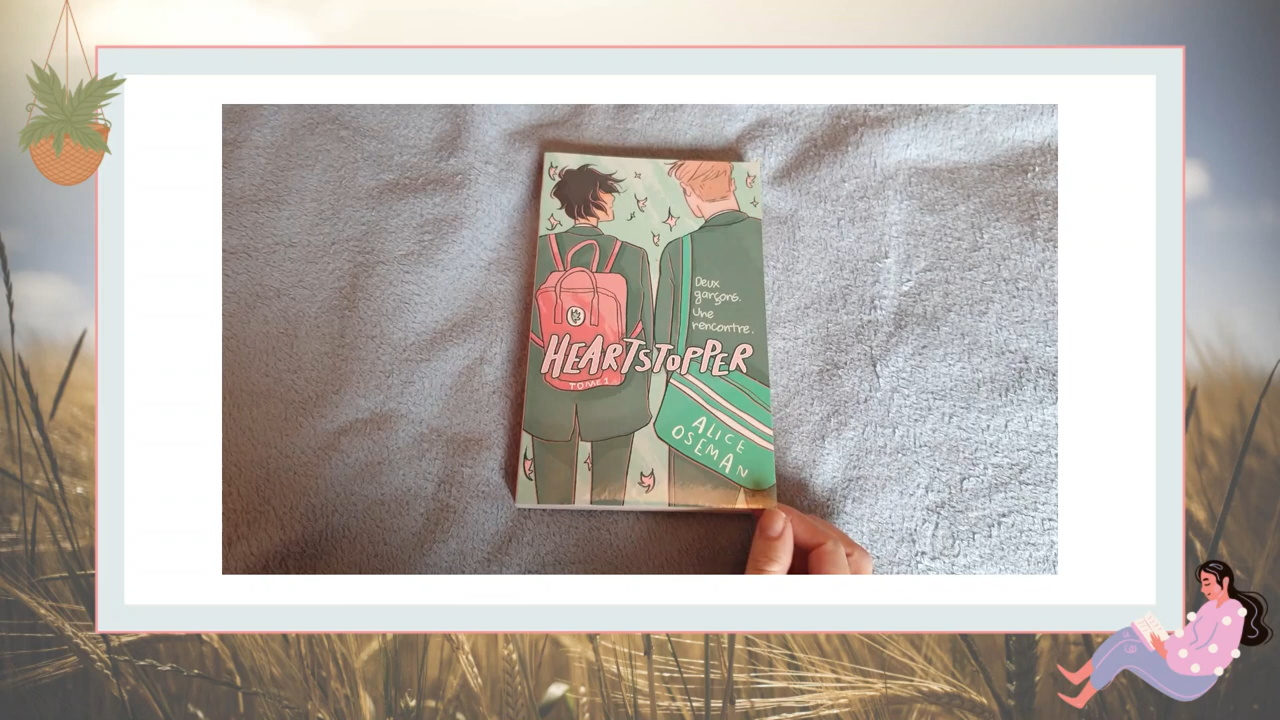 Deux
garçons.
Une
rencontre.
HEARTSTOPPER
TOME 1
ALICE
OSEMAN